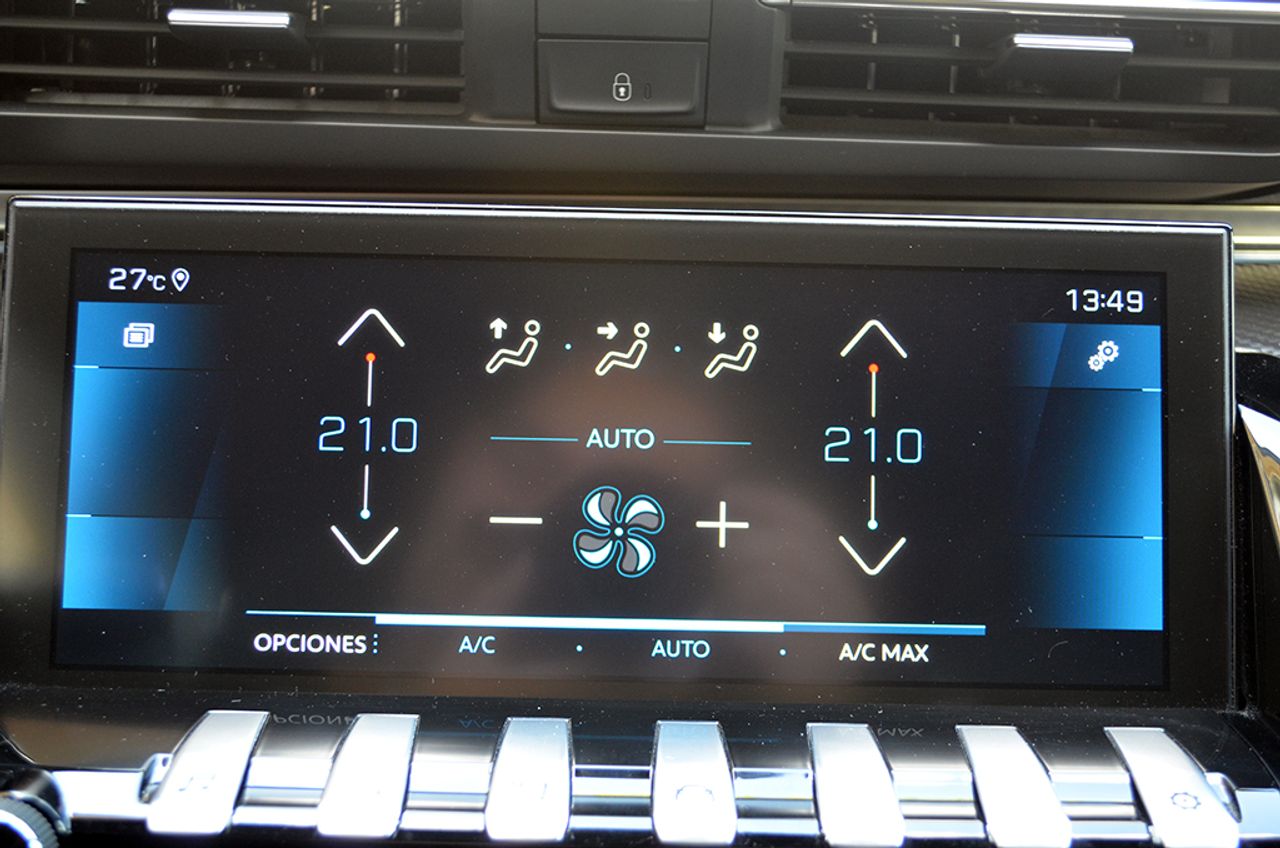 27°C
13:49
21.0
AUTO
21.0
OPCIONES
A/C
AUTO
A/C MAX